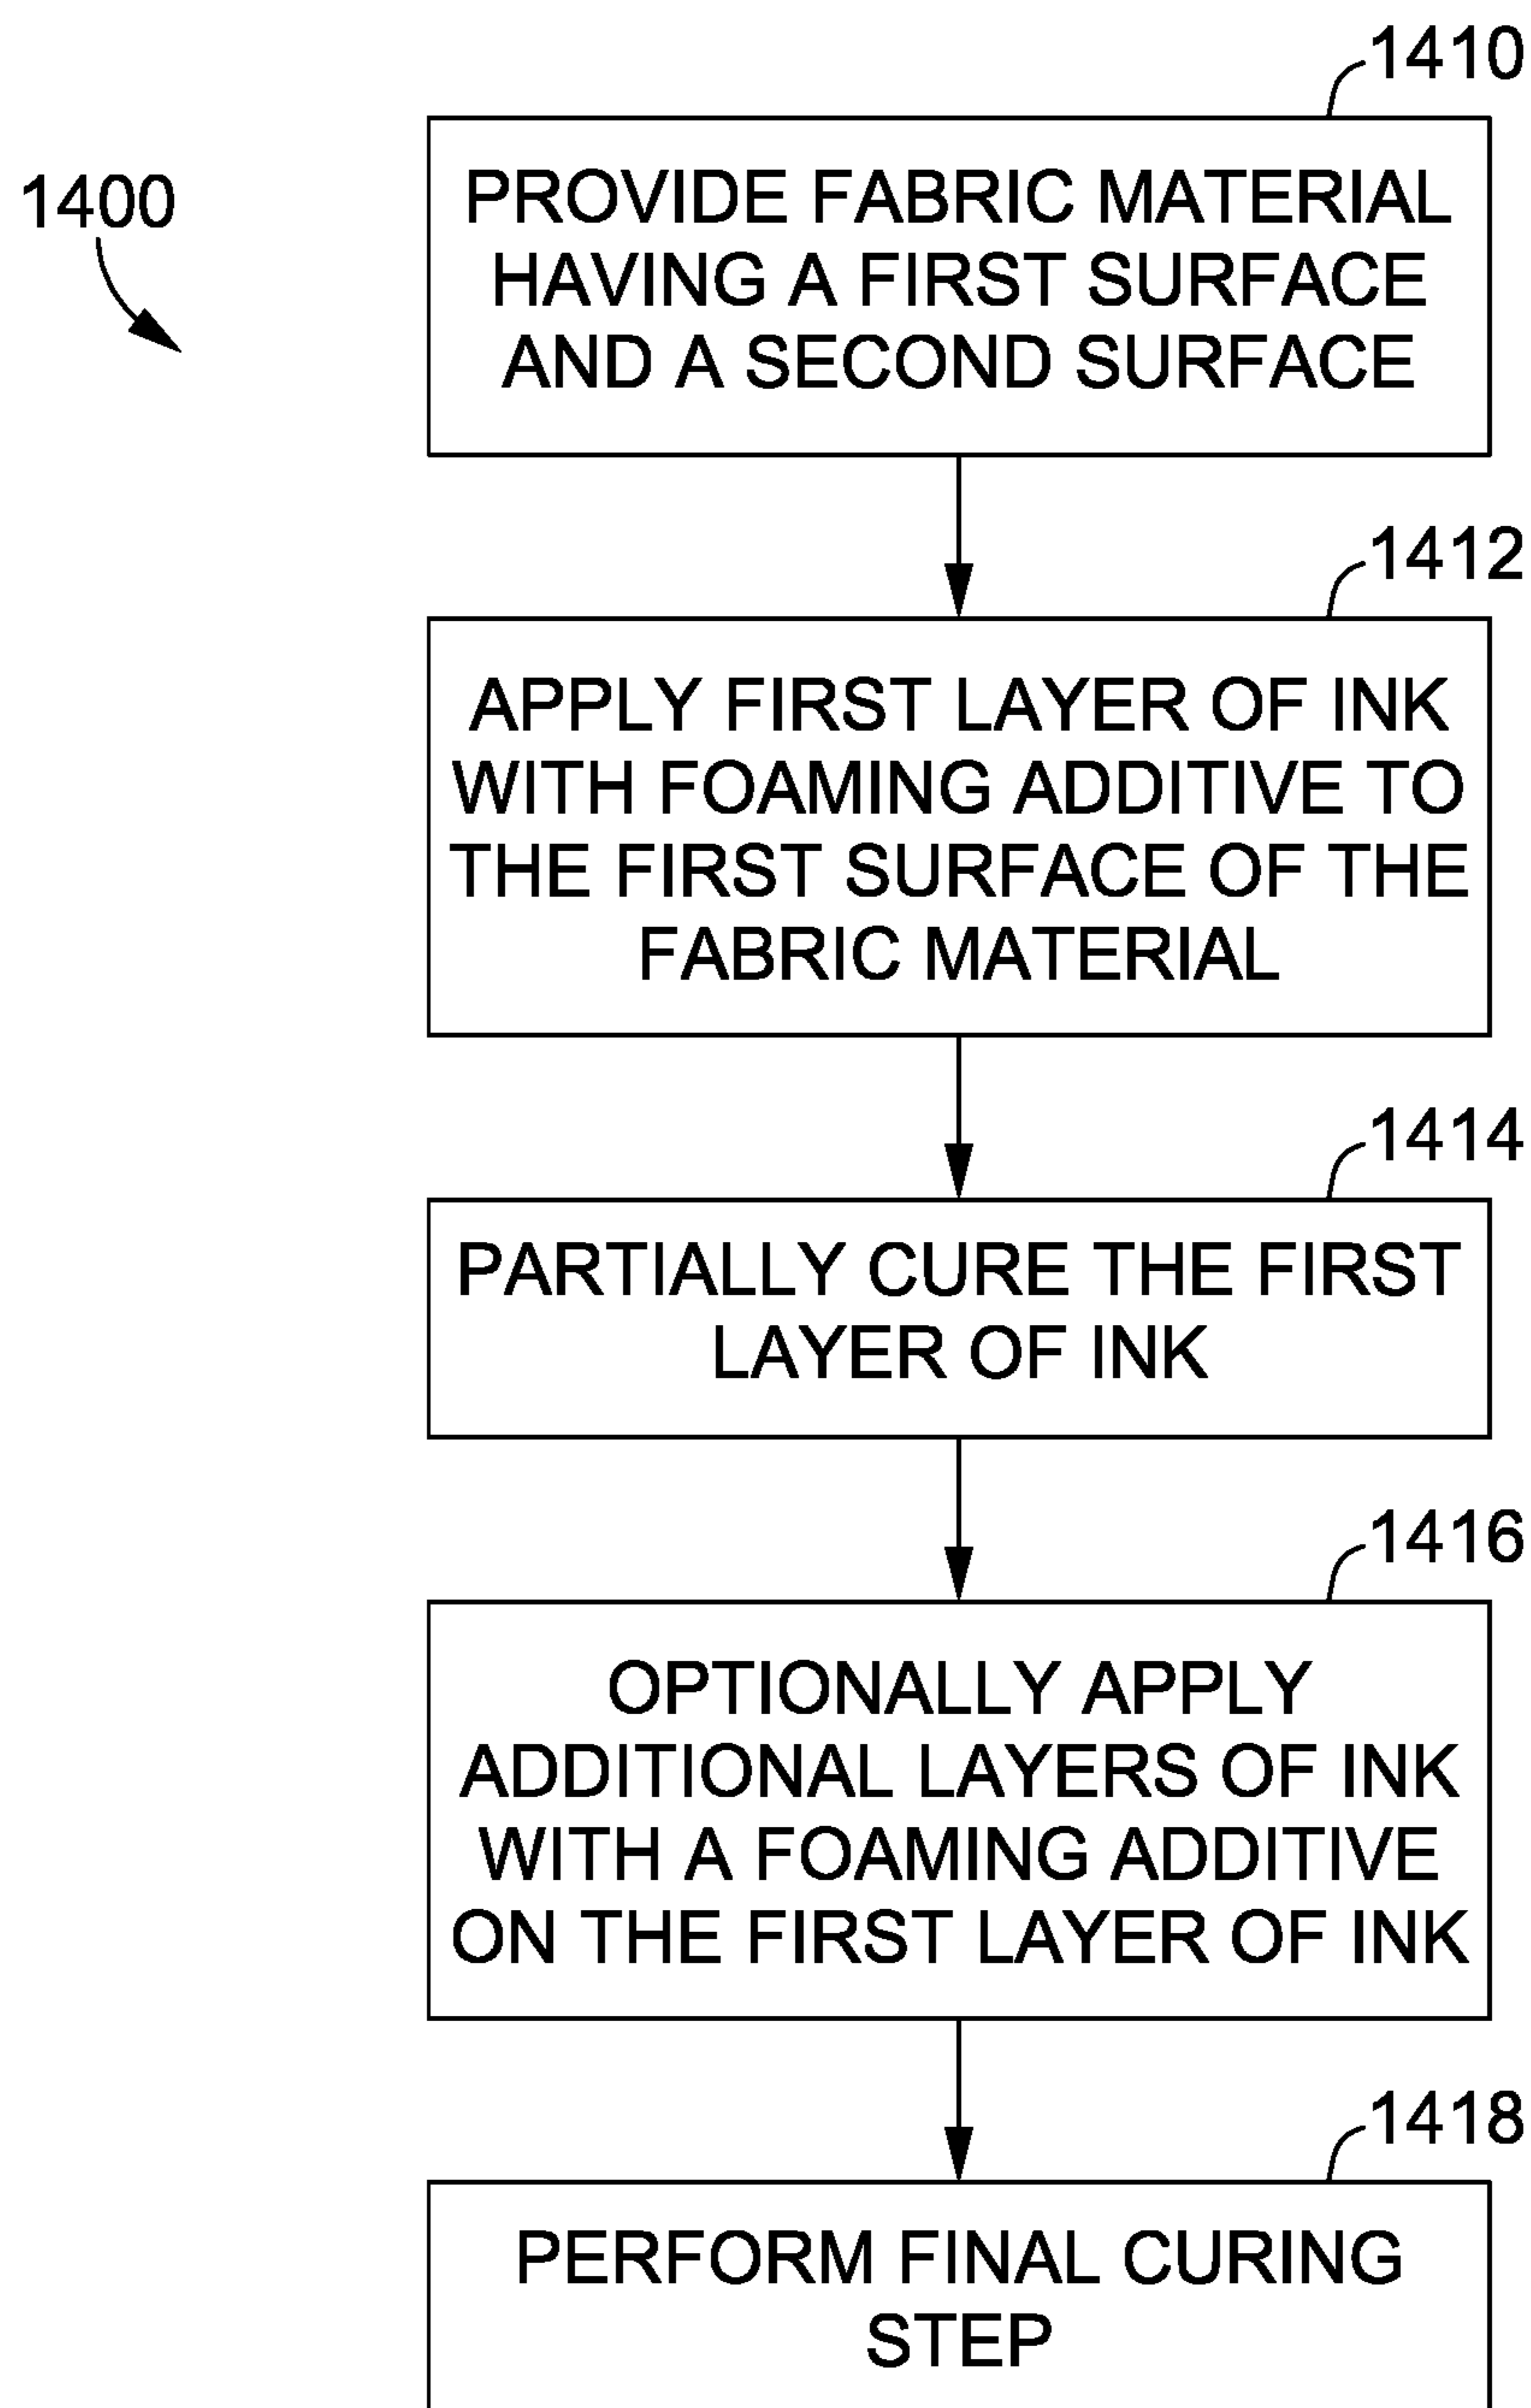 1410
1400
PROVIDE FABRIC MATERIAL
HAVING A FIRST SURFACE
AND A SECOND SURFACE
1412
APPLY FIRST LAYER OF INK
WITH FOAMING ADDITIVE TO
THE FIRST SURFACE OF THE
FABRIC MATERIAL
1414
PARTIALLY CURE THE FIRST
LAYER OF INK
1416
OPTIONALLY APPLY
ADDITIONAL LAYERS OF INK
WITH A FOAMING ADDITIVE
ON THE FIRST LAYER OF INK
1418
PERFORM FINAL CURING
STEP